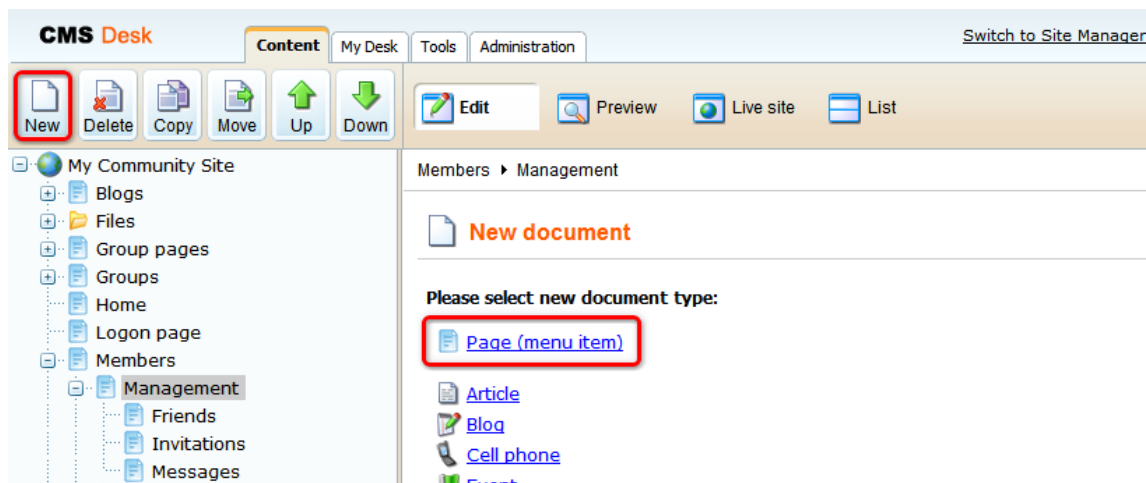 CMS Desk
Content My Desk Tools Administration
Switch to Site Manager
New Delete Copy Move Up Down
Edit Preview Live site List
My Community Site
Blogs
Files
Group pages
Groups
Home
Logon page
Members
Management
Friends
Invitations
Messages
Members Management
New document
Please select new document type:
Page (menu item)
Article
Blog
Cell phone
Event